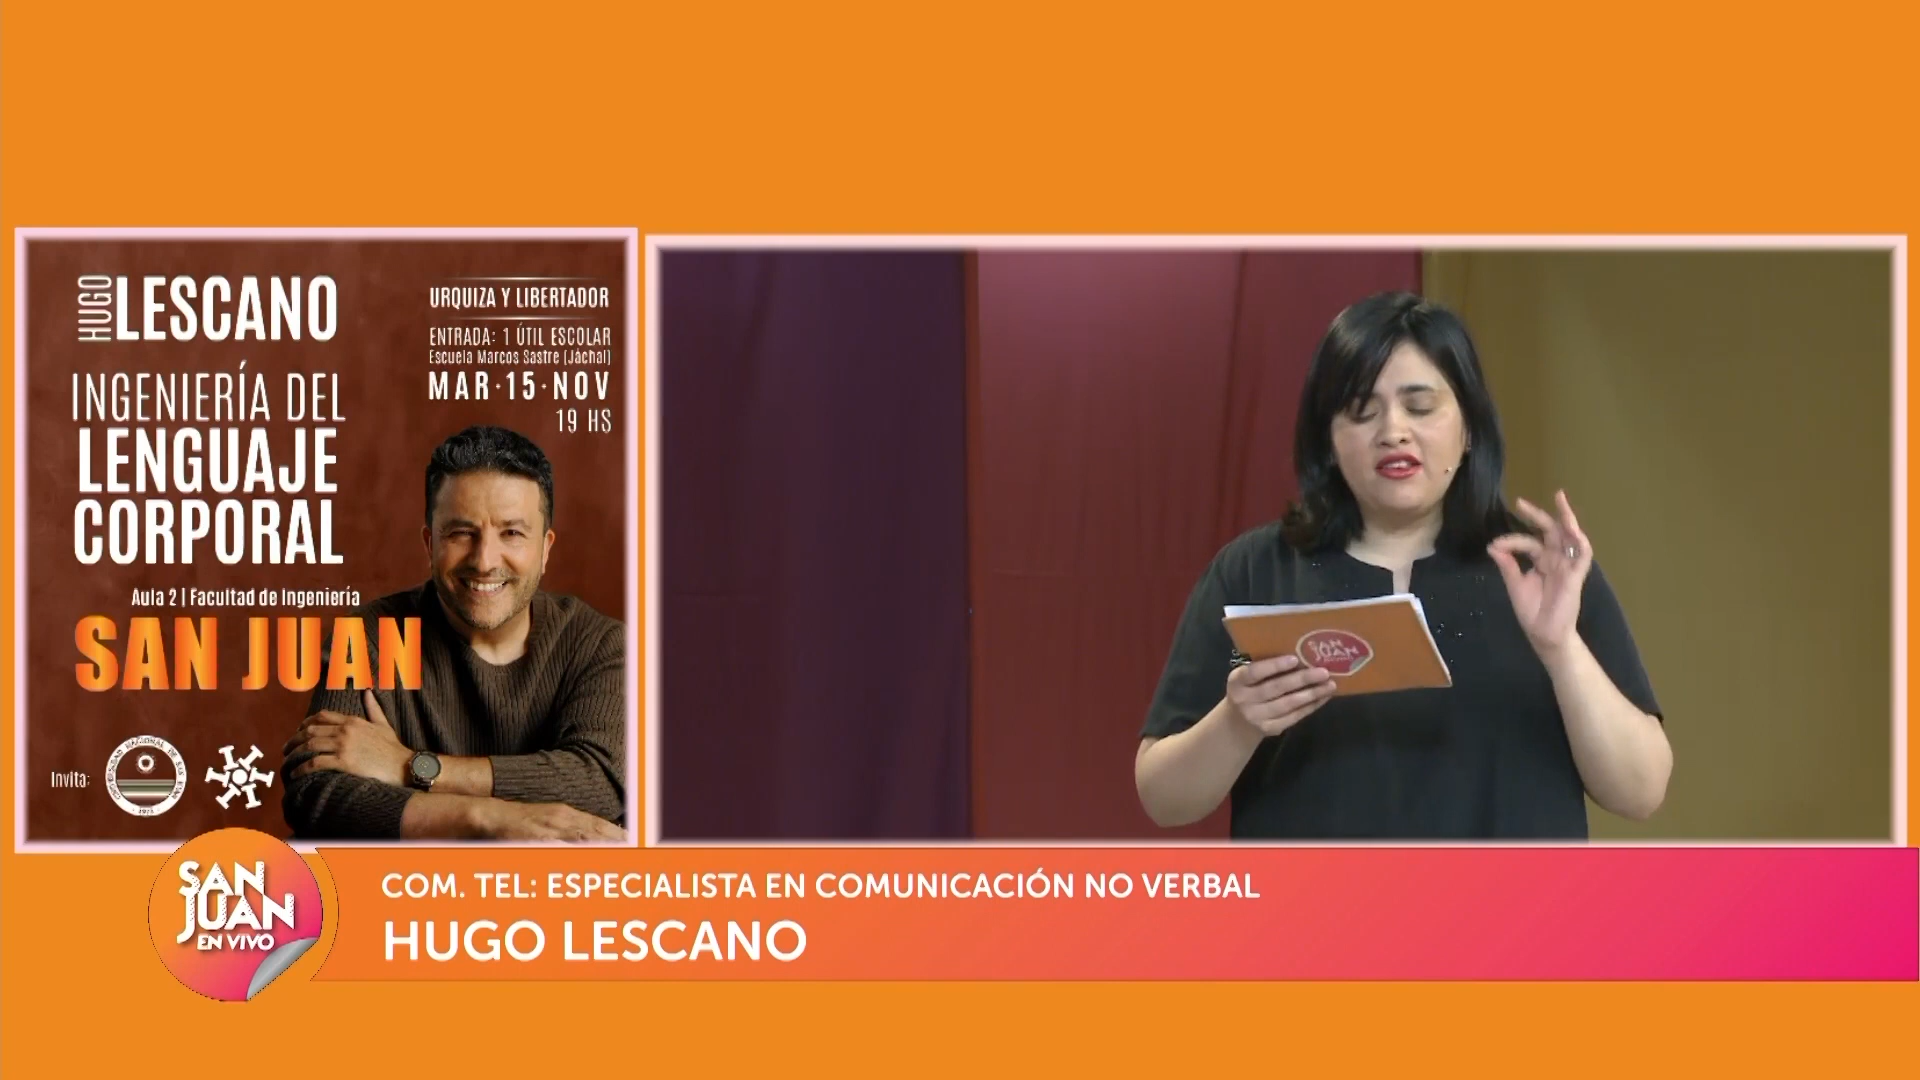 HUGO LESCANO
INGENIERÍA DEL
LENGUAJE
CORPORAL
Aula 2 | Facultad de Ingeniería
SAN JUAN
Invita:
URQUIZA Y LIBERTADOR
ENTRADA: 1 ÚTIL ESCOLAR
Escuela Marcos Sastre (Jáchal)
MAR·15·NOV
19 HS
SAN
JUAN
SAN
JUAN
EN VIVO
COM. TEL: ESPECIALISTA EN COMUNICACIÓN NO VERBAL
HUGO LESCANO